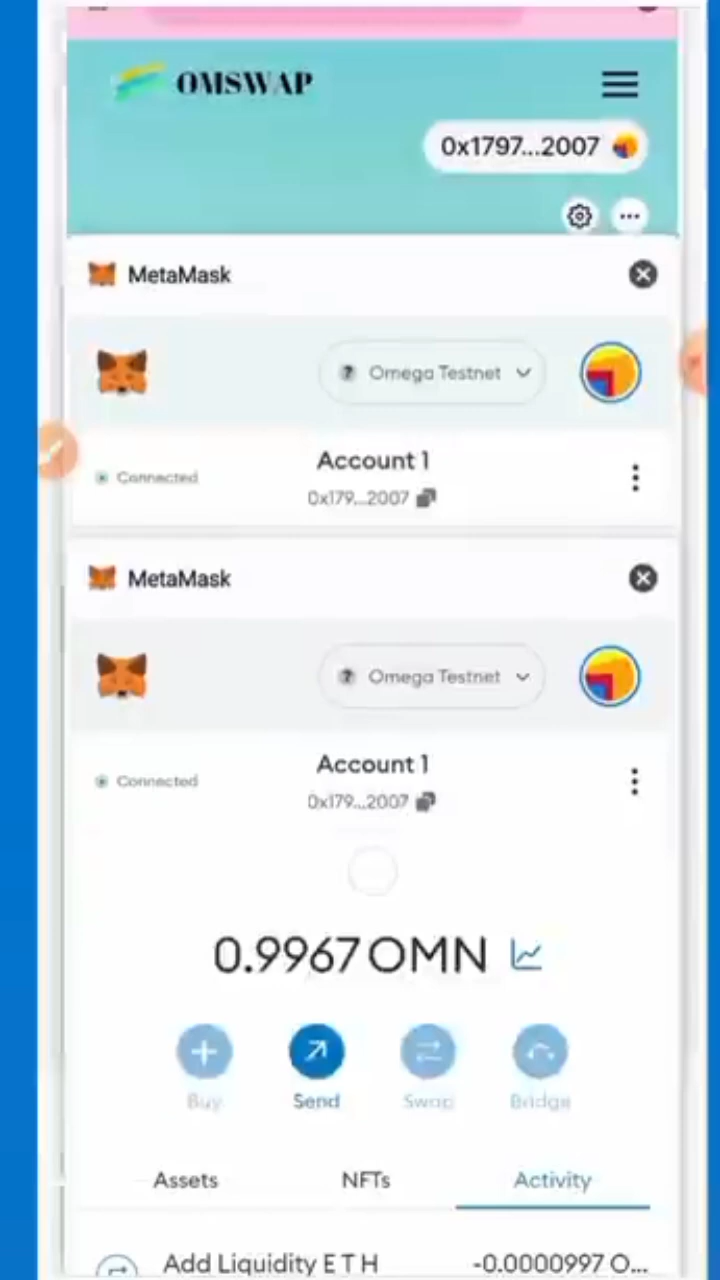 OMSWAP
0x1797...2007
MetaMask
? Omega Testnet
Account 1
Connected
0x179...2007
MetaMask
? Omega Testnet
Account 1
Connected
0x179...2007
0.9967 OMN
Buy Send Swap Bridge
Assets NFTs Activity
Add Liquidity E T H -0.0000997 O...